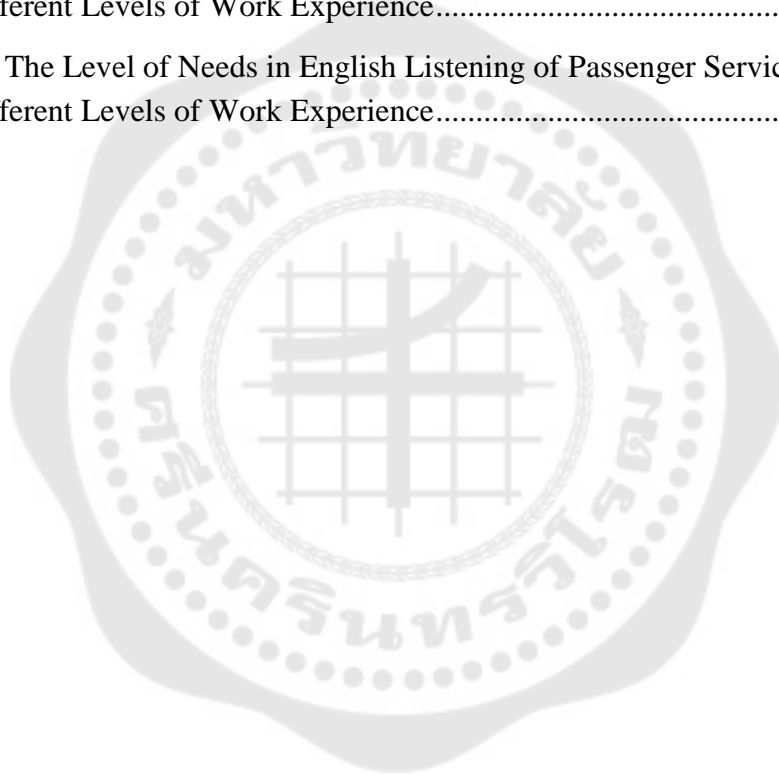 fferent Levels of Work Experience............................................
The Level of Needs in English Listening of Passenger Servic
fferent Levels of Work Experience............................................
มหาวิทยาลัย
ศรีนครินทรวิโรฒ